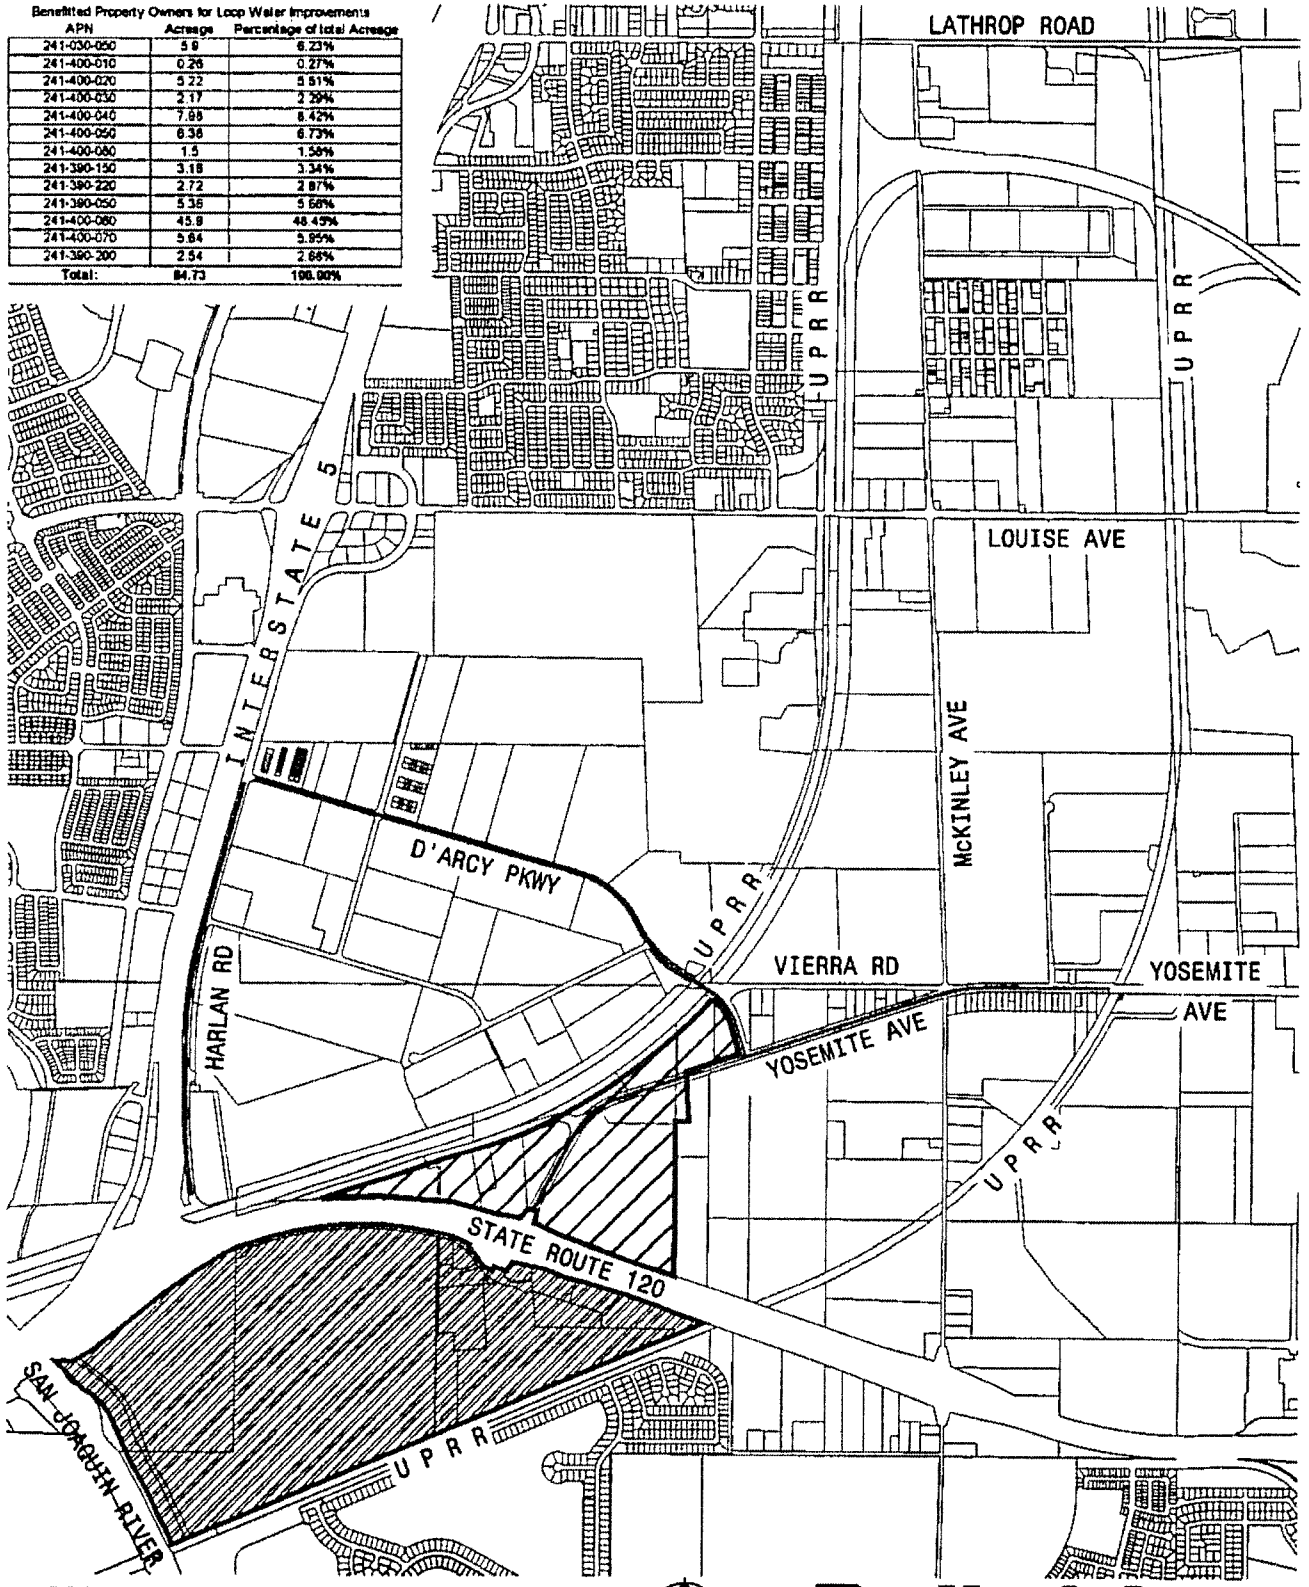 Benefitted Property Owners for Loop Water Improvements
APN Acreage Percentage of total Acreage
241-030-050 5.9 6.23%
241-400-010 0.26 0.27%
241-400-020 5.22 5.51%
241-400-030 2.17 2.29%
241-400-040 7.98 8.42%
241-400-050 6.38 6.73%
241-400-080 1.5 1.58%
241-390-150 3.16 3.34%
241-390-220 2.72 2.87%
241-390-050 5.36 5.66%
241-400-060 45.9 48.45%
241-400-070 5.64 5.95%
241-390-200 2.54 2.68%
Total: 94.73 100.00%
LATHROP ROAD
UPRR
UPRR
INTERSTATE 5
LOUISE AVE
MCKINLEY AVE
D'ARCY PKWY
UPRR
HARLAN RD
VIERRA RD
YOSEMITE
AVE
YOSEMITE AVE
UPRR
STATE ROUTE 120
SAN JOAQUIN RIVER
UPRR